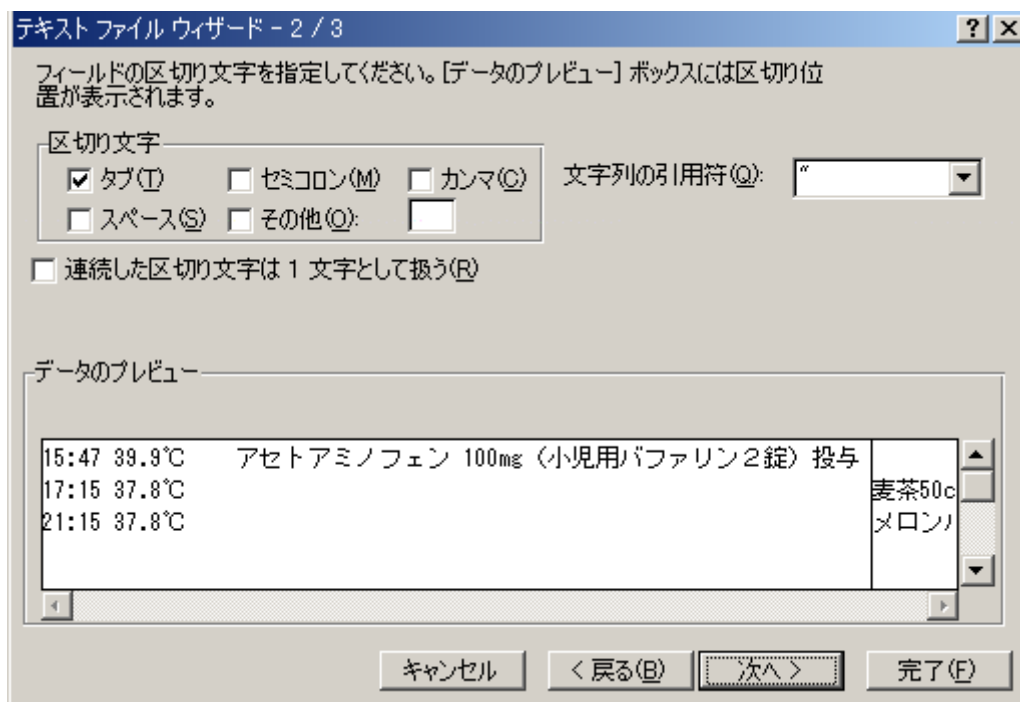 テキスト ファイル ウィザード - 2 / 3
フィールドの区切り文字を指定してください。[データのプレビュー] ボックスには区切り位
置が表示されます。
区切り文字
タブ(T) セミコロン(M) カンマ(C) 文字列の引用符(Q): "
スペース(S) その他(O):
連続した区切り文字は 1 文字として扱う(R)
データのプレビュー
15:47 39.9℃ アセトアミノフェン 100mg（小児用バファリン２錠）投与
17:15 37.8℃ 麦茶50c
21:15 37.8℃ メロン
キャンセル < 戻る(B) 次へ > 完了(F)